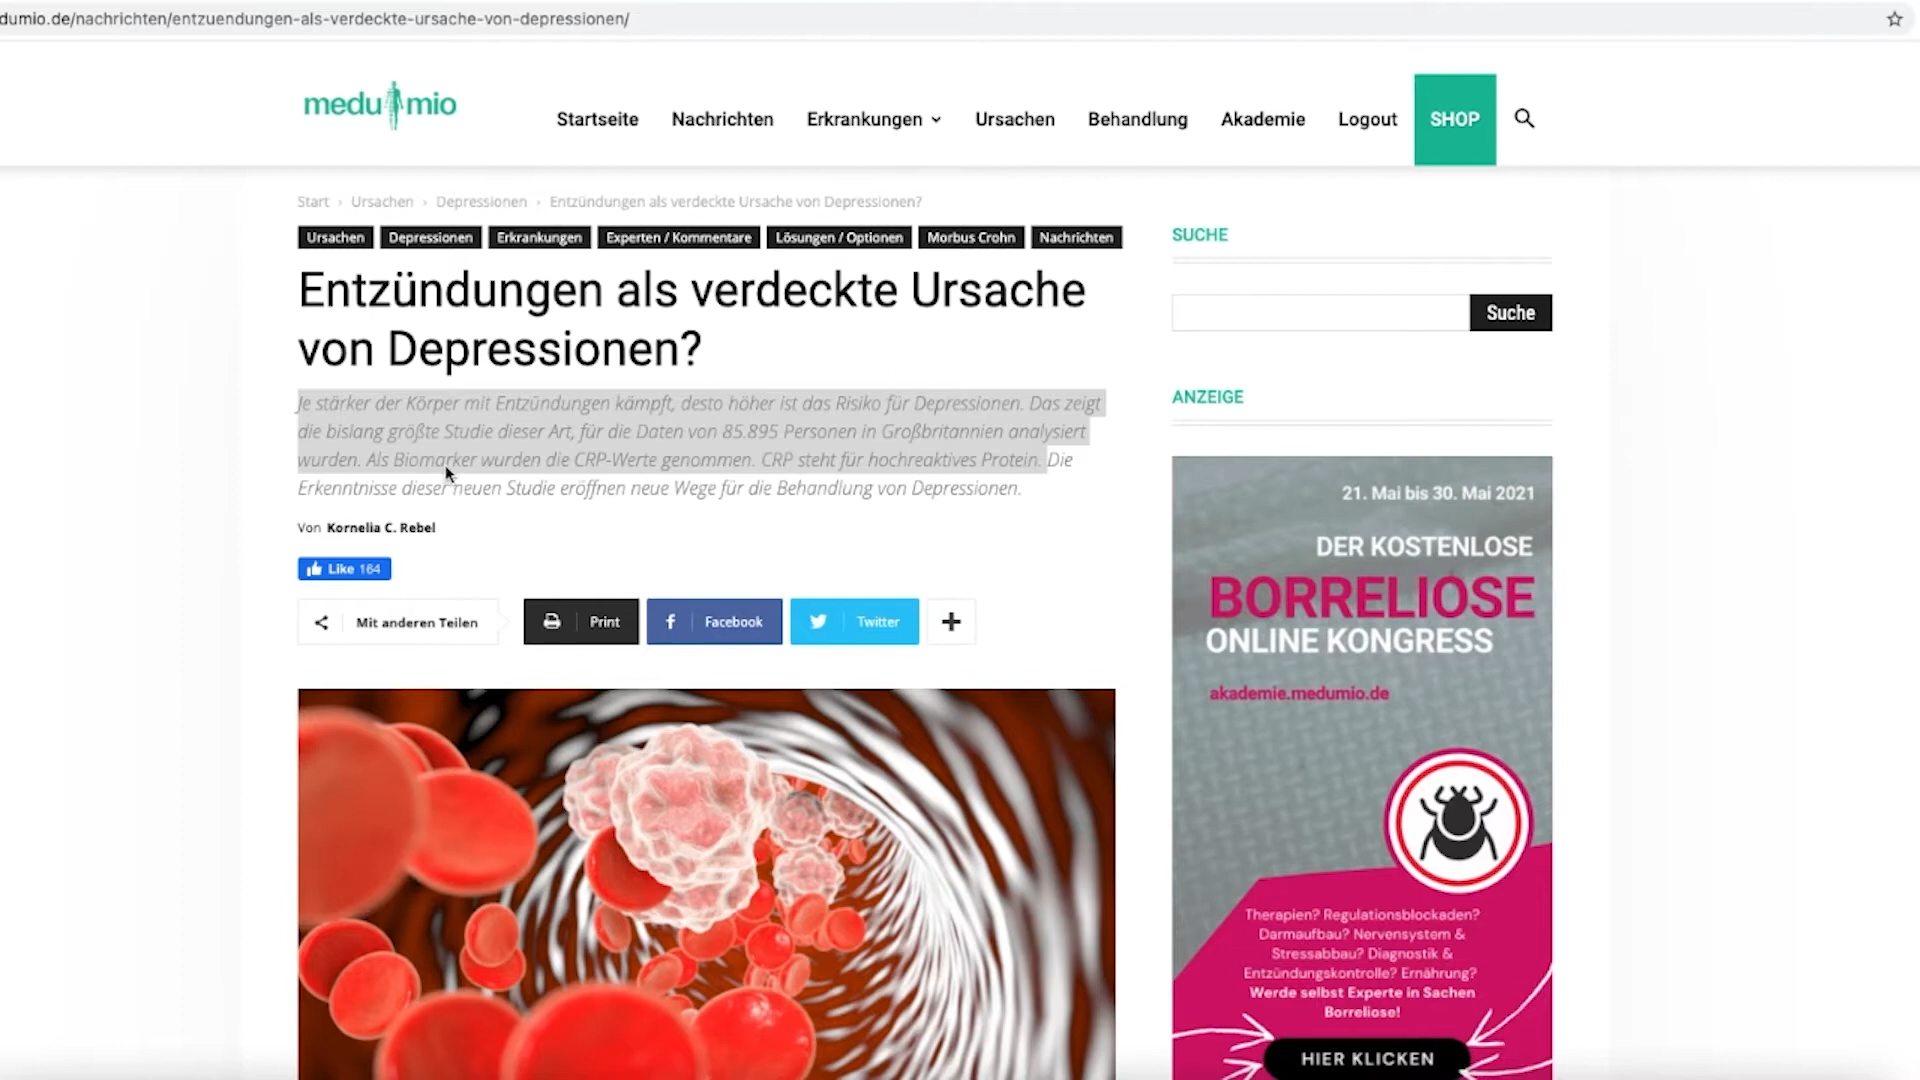 dumio.de/nachrichten/entzuendungen-als-verdeckte-ursache-von-depressionen/
medumio
Startseite Nachrichten Erkrankungen Ursachen Behandlung Akademie Logout SHOP
Start › Ursachen › Depressionen › Entzündungen als verdeckte Ursache von Depressionen?
Ursachen Depressionen Erkrankungen Experten / Kommentare Lösungen / Optionen Morbus Crohn Nachrichten
Entzündungen als verdeckte Ursache
von Depressionen?
Je stärker der Körper mit Entzündungen kämpft, desto höher ist das Risiko für Depressionen. Das zeigt
die bislang größte Studie dieser Art, für die Daten von 85.895 Personen in Großbritannien analysiert
wurden. Als Biomarker wurden die CRP-Werte genommen. CRP steht für hochreaktives Protein. Die
Erkenntnisse dieser neuen Studie eröffnen neue Wege für die Behandlung von Depressionen.
Von Kornelia C. Rebel
Like 164
Mit anderen Teilen Print Facebook Twitter +
SUCHE
Suche
ANZEIGE
21. Mai bis 30. Mai 2021
DER KOSTENLOSE
BORRELIOSE
ONLINE KONGRESS
akademie.medumio.de
Therapien? Regulationsblockaden?
Darmaufbau? Nervensystem &
Stressabbau? Diagnostik &
Entzündungskontrolle? Ernährung?
Werde selbst Experte in Sachen
Borreliose!
HIER KLICKEN